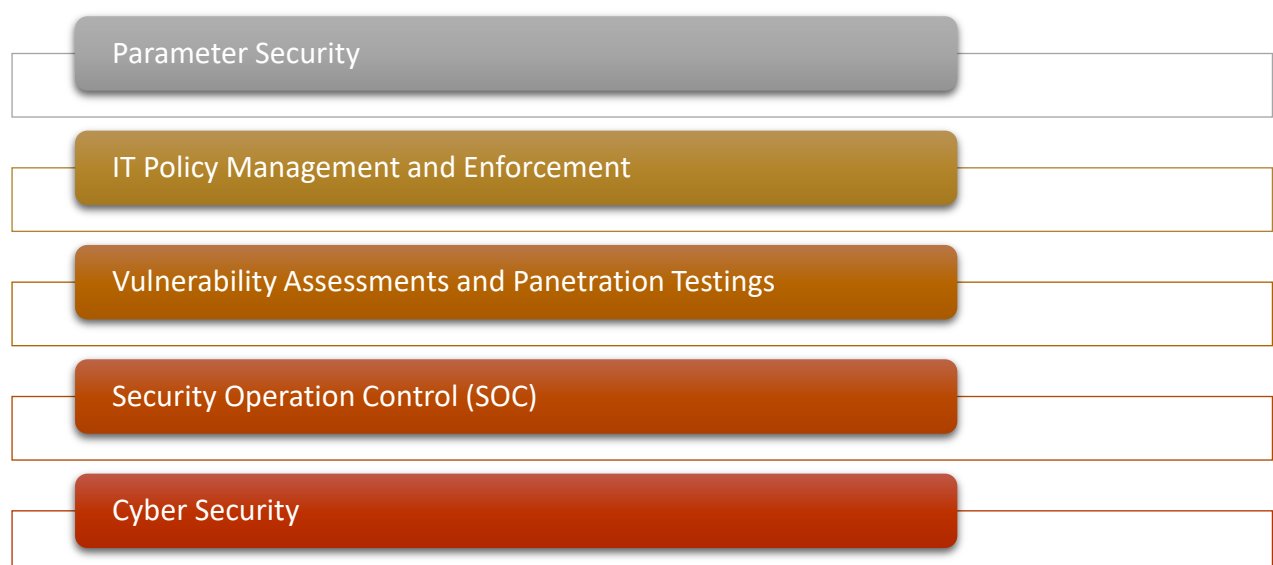 Parameter Security
IT Policy Management and Enforcement
Vulnerability Assessments and Panetration Testings
Security Operation Control (SOC)
Cyber Security